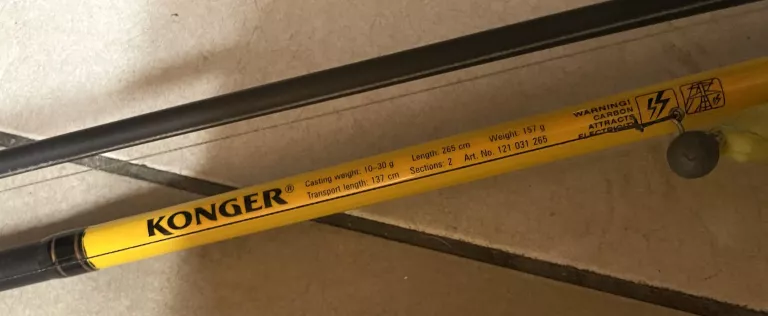 KONGER®
Casting weight: 10-30 g Length: 265 cm Weight: 157 g
Transport length: 137 cm Sections: 2 Art. No. 121 031 265
WARNING!
CARBON
ATTRACTS